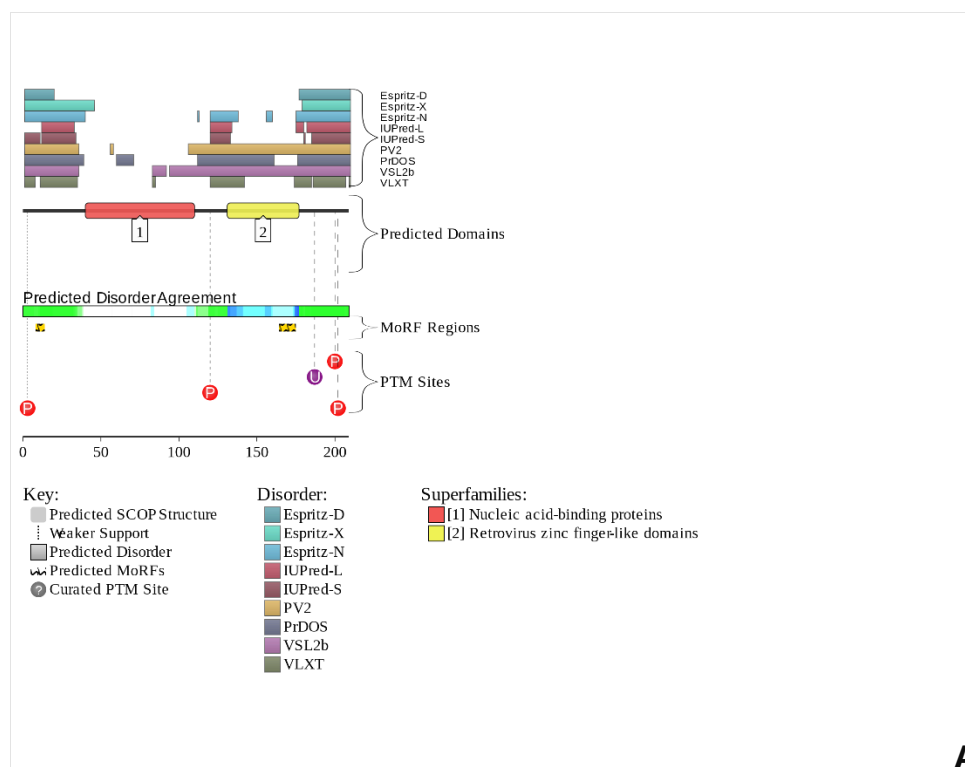 Espritz-D
Espritz-X
Espritz-N
IUPred-L
IUPred-S
PV2
PrDOS
VSL2b
VLXT
1
2
Predicted Domains
Predicted Disorder Agreement
MoRF Regions
P
U
PTM Sites
P
P
P
0 50 100 150 200
Key:
Predicted SCOP Structure
Weaker Support
Predicted Disorder
Predicted MoRFs
? Curated PTM Site
Disorder:
Espritz-D
Espritz-X
Espritz-N
IUPred-L
IUPred-S
PV2
PrDOS
VSL2b
VLXT
Superfamilies:
[1] Nucleic acid-binding proteins
[2] Retrovirus zinc finger-like domains
A